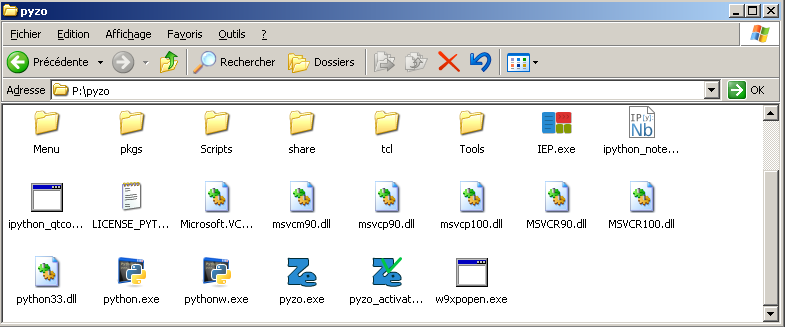 pyzo
Fichier Edition Affichage Favoris Outils ?
Précédente Rechercher Dossiers
Adresse P:\pyzo OK
Menu pkgs Scripts share tcl Tools IEP.exe ipython_note...
ipython_qtco... LICENSE_PYT... Microsoft.VC... msvcm90.dll msvcp90.dll msvcp100.dll MSVCR90.dll MSVCR100.dll
python33.dll python.exe pythonw.exe pyzo.exe pyzo_activat... w9xpopen.exe